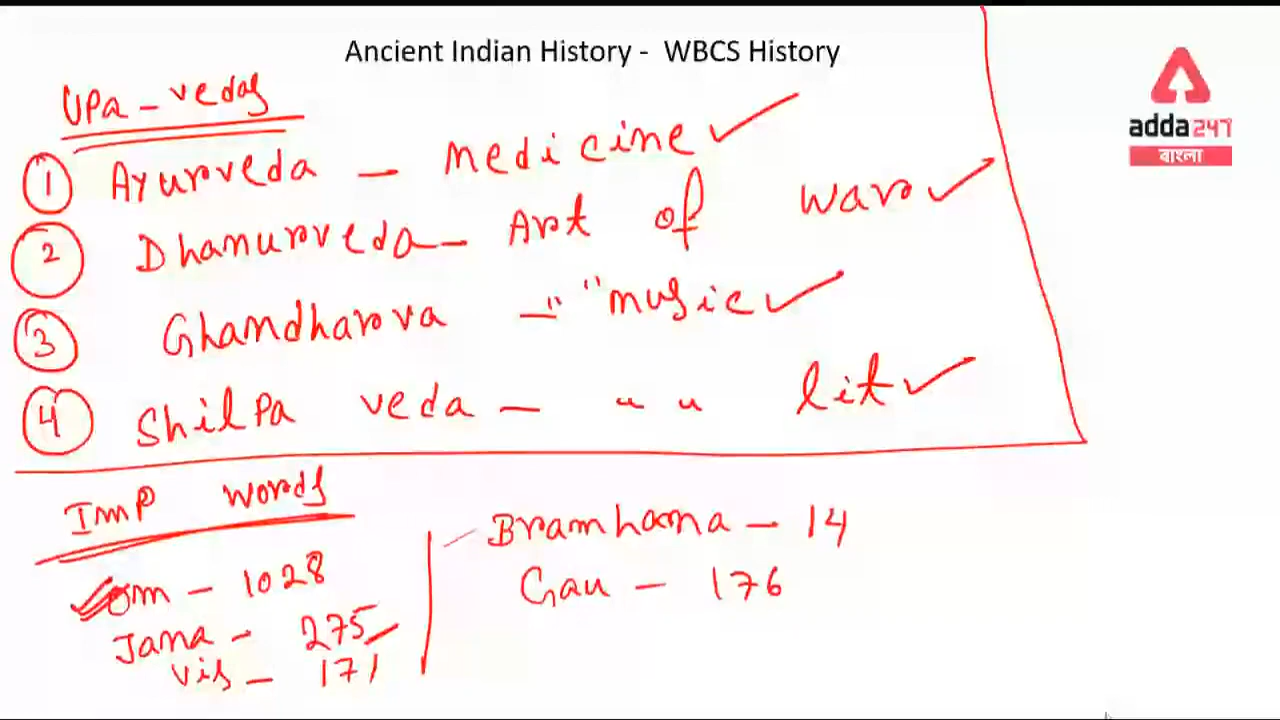 Ancient Indian History - WBCS History
adda247
বাংলা
UPa - vedas
1 Ayurveda - Medicine
2 Dhanurveda - Art of war
3 Ghandharva - " "music
4 Shilpa veda - " " lit
Imp words
Om - 1028
Jana - 275
Vis - 171
Bramhana - 14
Gau - 176